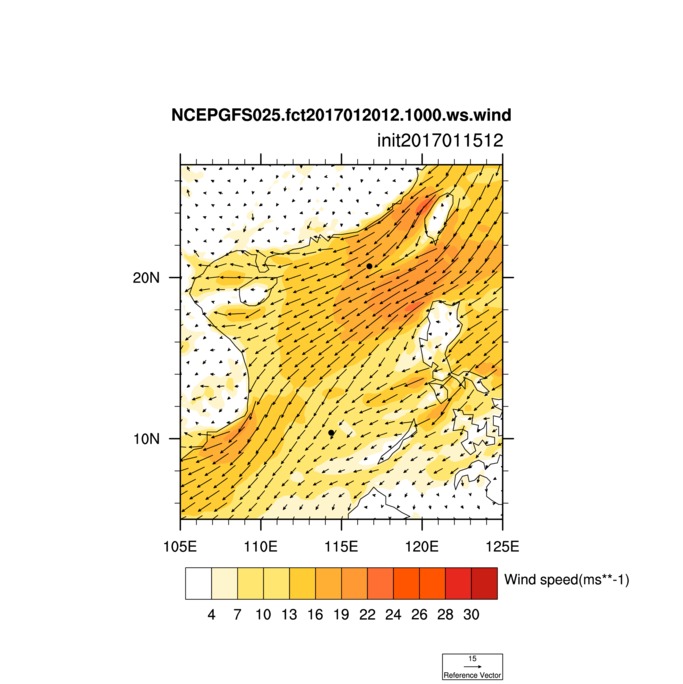 NCEPGFS025.fct2017012012.1000.ws.wind
init2017011512
20N
10N
105E 110E 115E 120E 125E
Wind speed(ms**-1)
4 7 10 13 16 19 22 24 26 28 30
15
Reference Vector